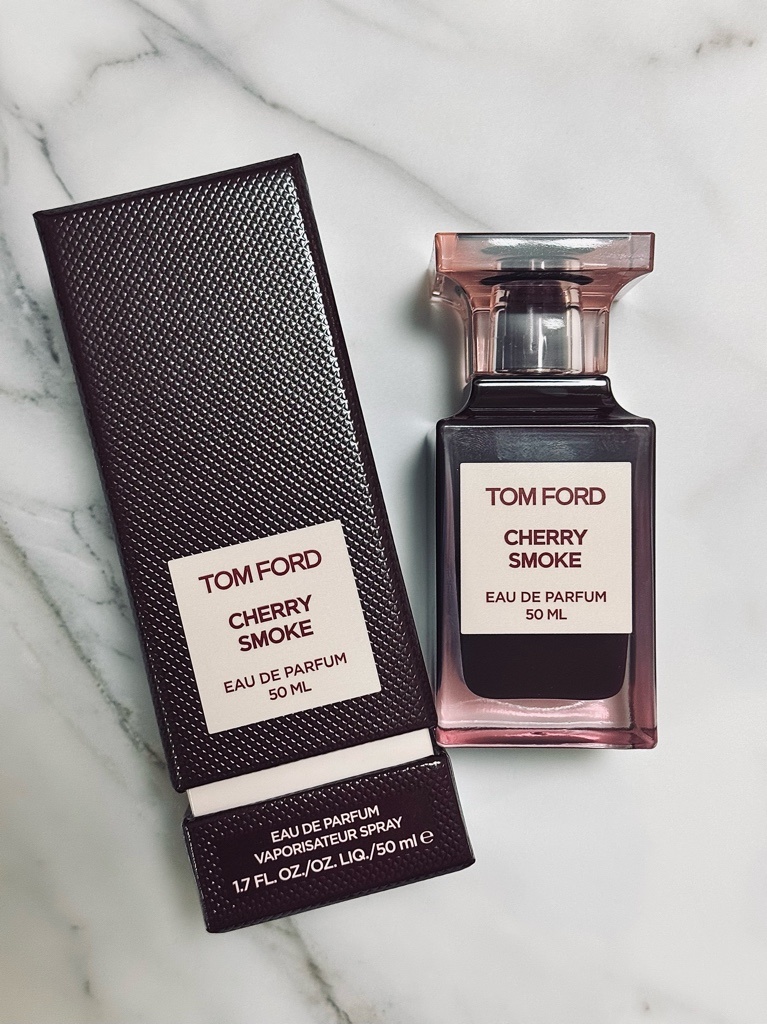 TOM FORD
CHERRY
SMOKE
EAU DE PARFUM
50 ML
EAU DE PARFUM
VAPORISATEUR SPRAY
1.7 FL. OZ./OZ. LIQ./50 ml ℮
TOM FORD
CHERRY
SMOKE
EAU DE PARFUM
50 ML